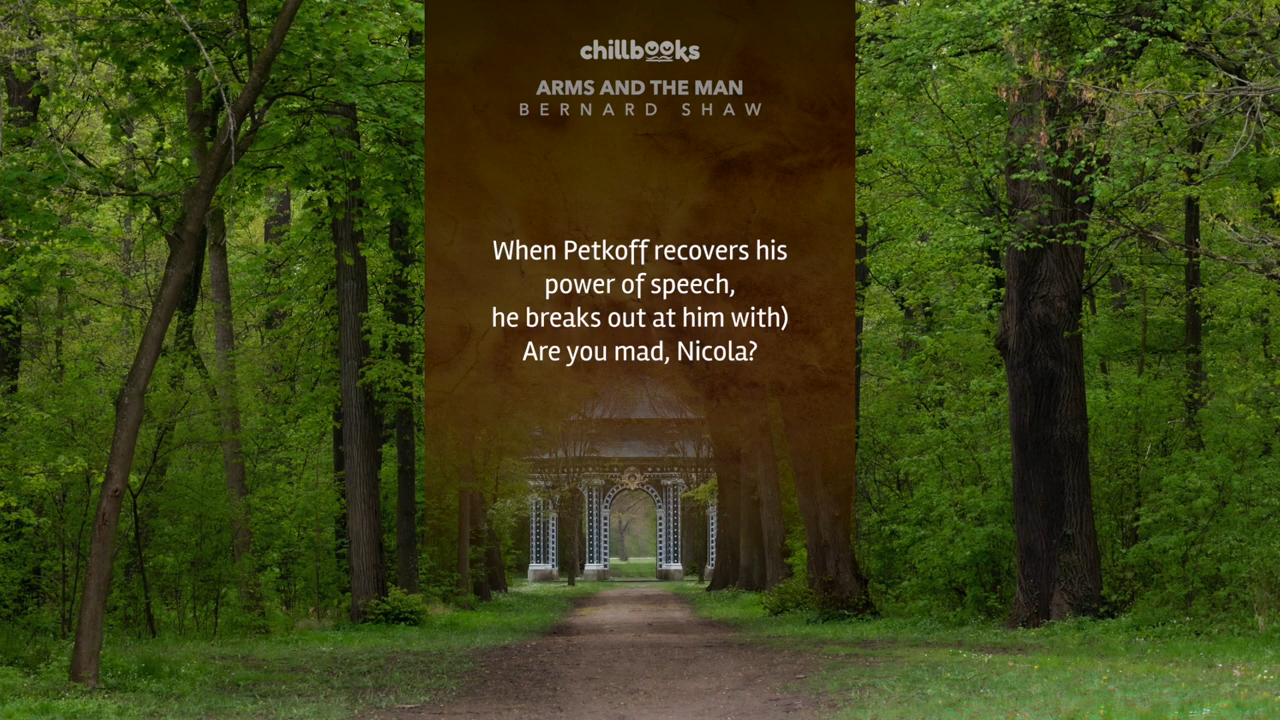 chillbooks
ARMS AND THE MAN
BERNARD SHAW
When Petkoff recovers his
power of speech,
he breaks out at him with)
Are you mad, Nicola?